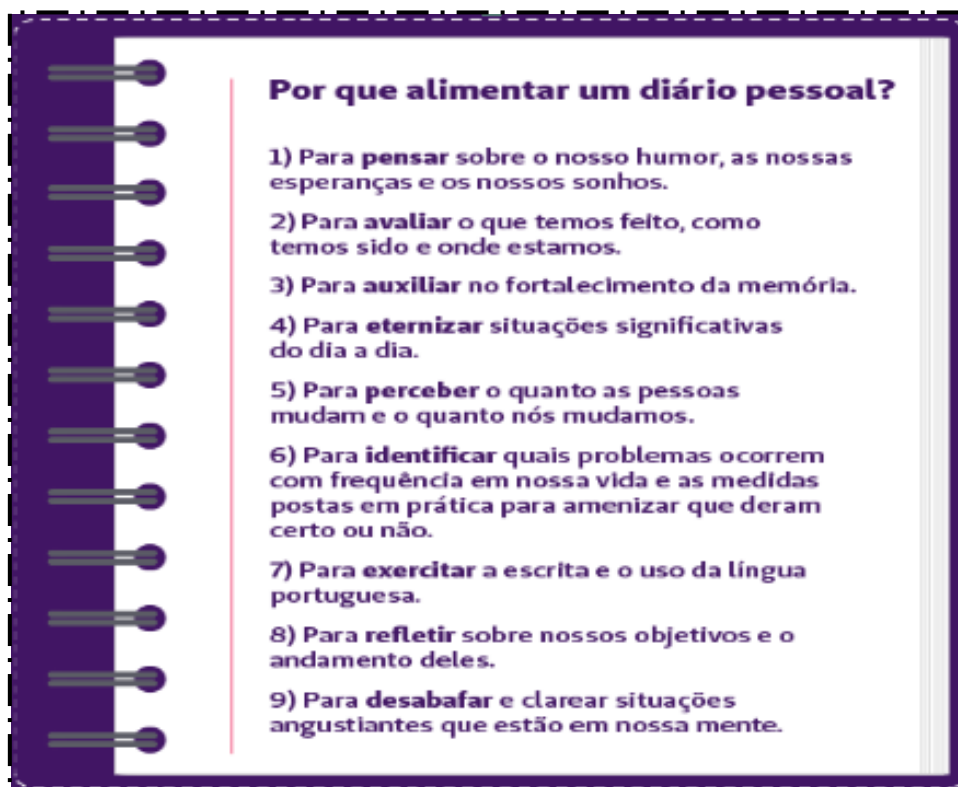 Por que alimentar um diário pessoal?
1) Para pensar sobre o nosso humor, as nossas
esperanças e os nossos sonhos.
2) Para avaliar o que temos feito, como
temos sido e onde estamos.
3) Para auxiliar no fortalecimento da memória.
4) Para eternizar situações significativas
do dia a dia.
5) Para perceber o quanto as pessoas
mudam e o quanto nós mudamos.
6) Para identificar quais problemas ocorrem
com frequência em nossa vida e as medidas
postas em prática para amenizar que deram
certo ou não.
7) Para exercitar a escrita e o uso da língua
portuguesa.
8) Para refletir sobre nossos objetivos e o
andamento deles.
9) Para desabafar e clarear situações
angustiantes que estão em nossa mente.